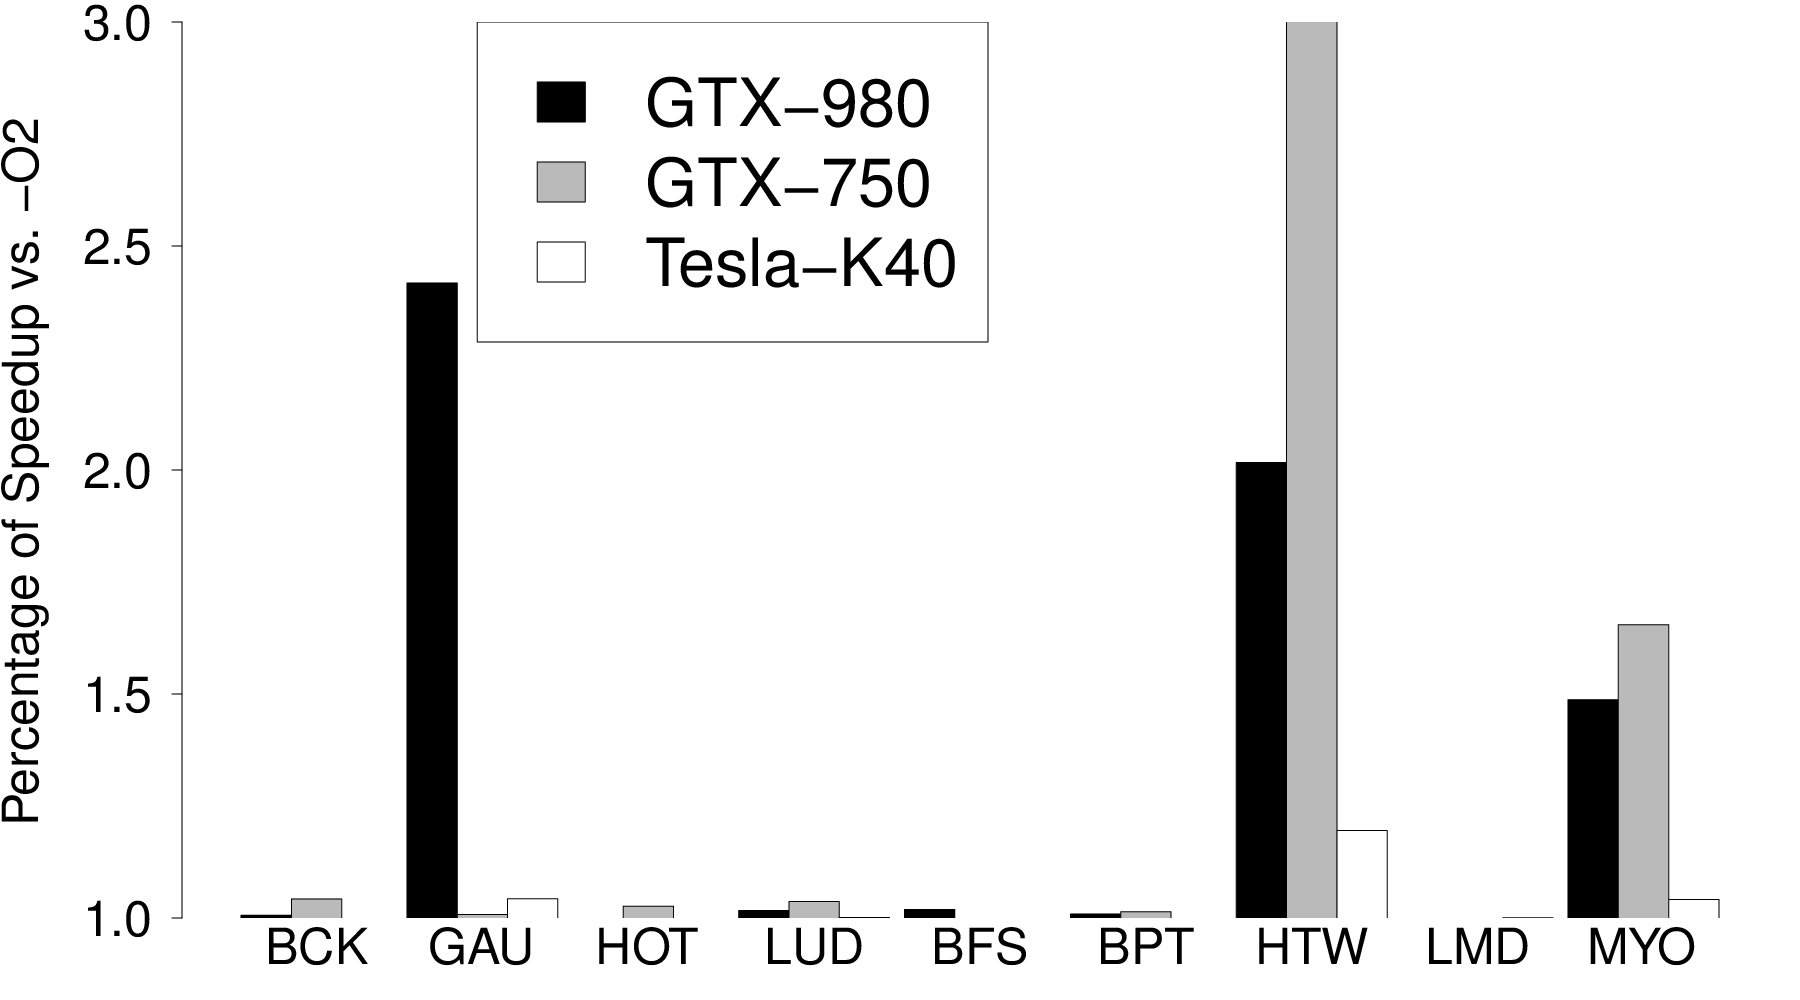 Percentage of Speedup vs. –O2
3.0
2.5
2.0
1.5
1.0
GTX–980
GTX–750
Tesla–K40
BCK GAU HOT LUD BFS BPT HTW LMD MYO